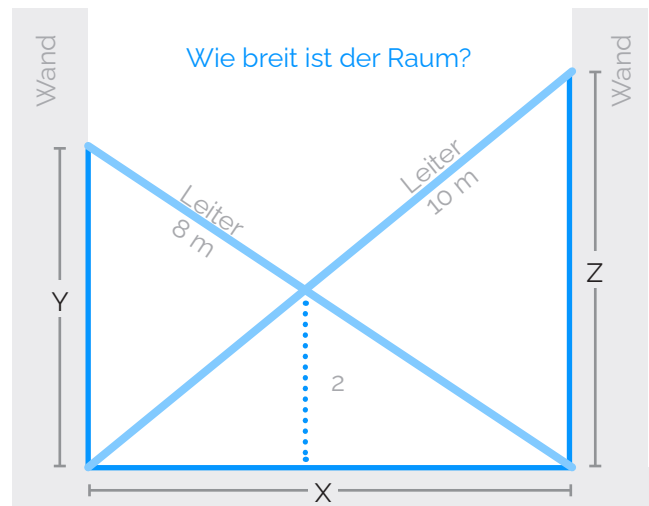 Wand
Wie breit ist der Raum?
Wand
Leiter
8 m
Leiter
10 m
Y
Z
2
X